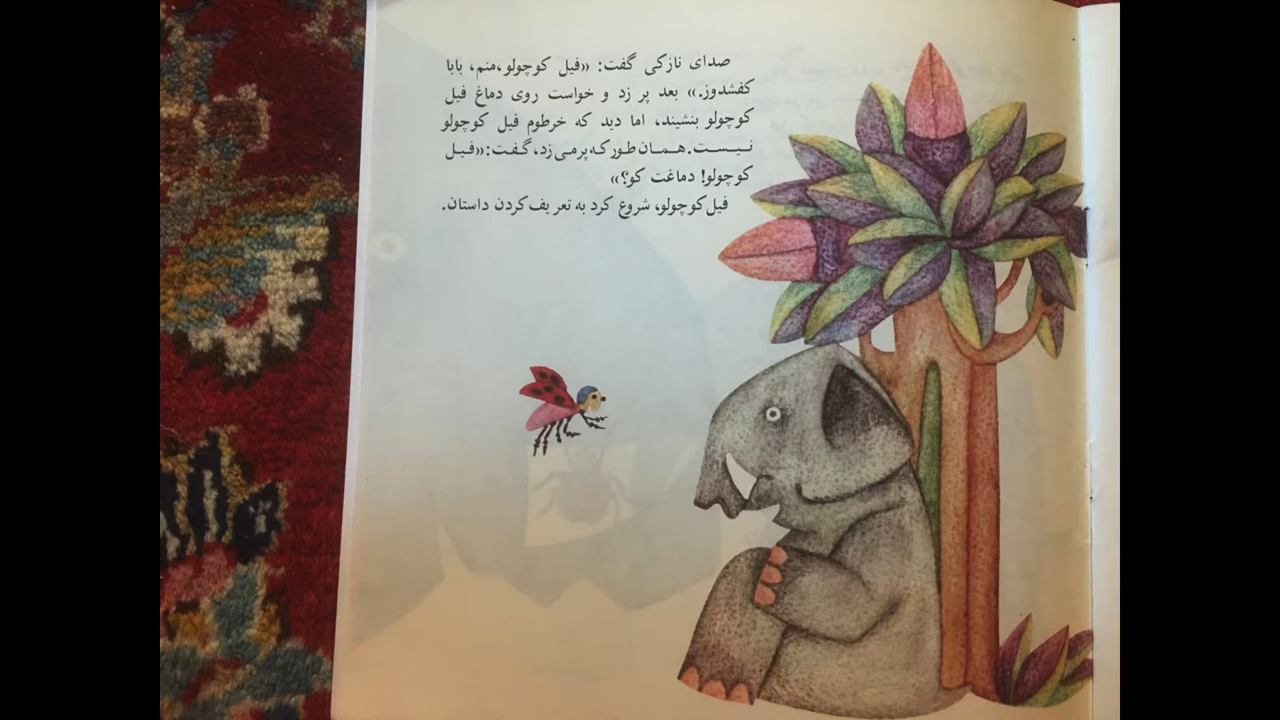 صدای نازکی گفت: «فیل کوچولو،منم، بابا
کفشدوز.» بعد پر زد و خواست روی دماغ فیل
کوچولو بنشیند، اما دید که خرطوم فیل کوچولو
نیست. همان‌طور که پر می‌زد، گفت: «فیل
کوچولو! دماغت کو؟»
فیل‌کوچولو، شروع کرد به تعریف‌کردن داستان.